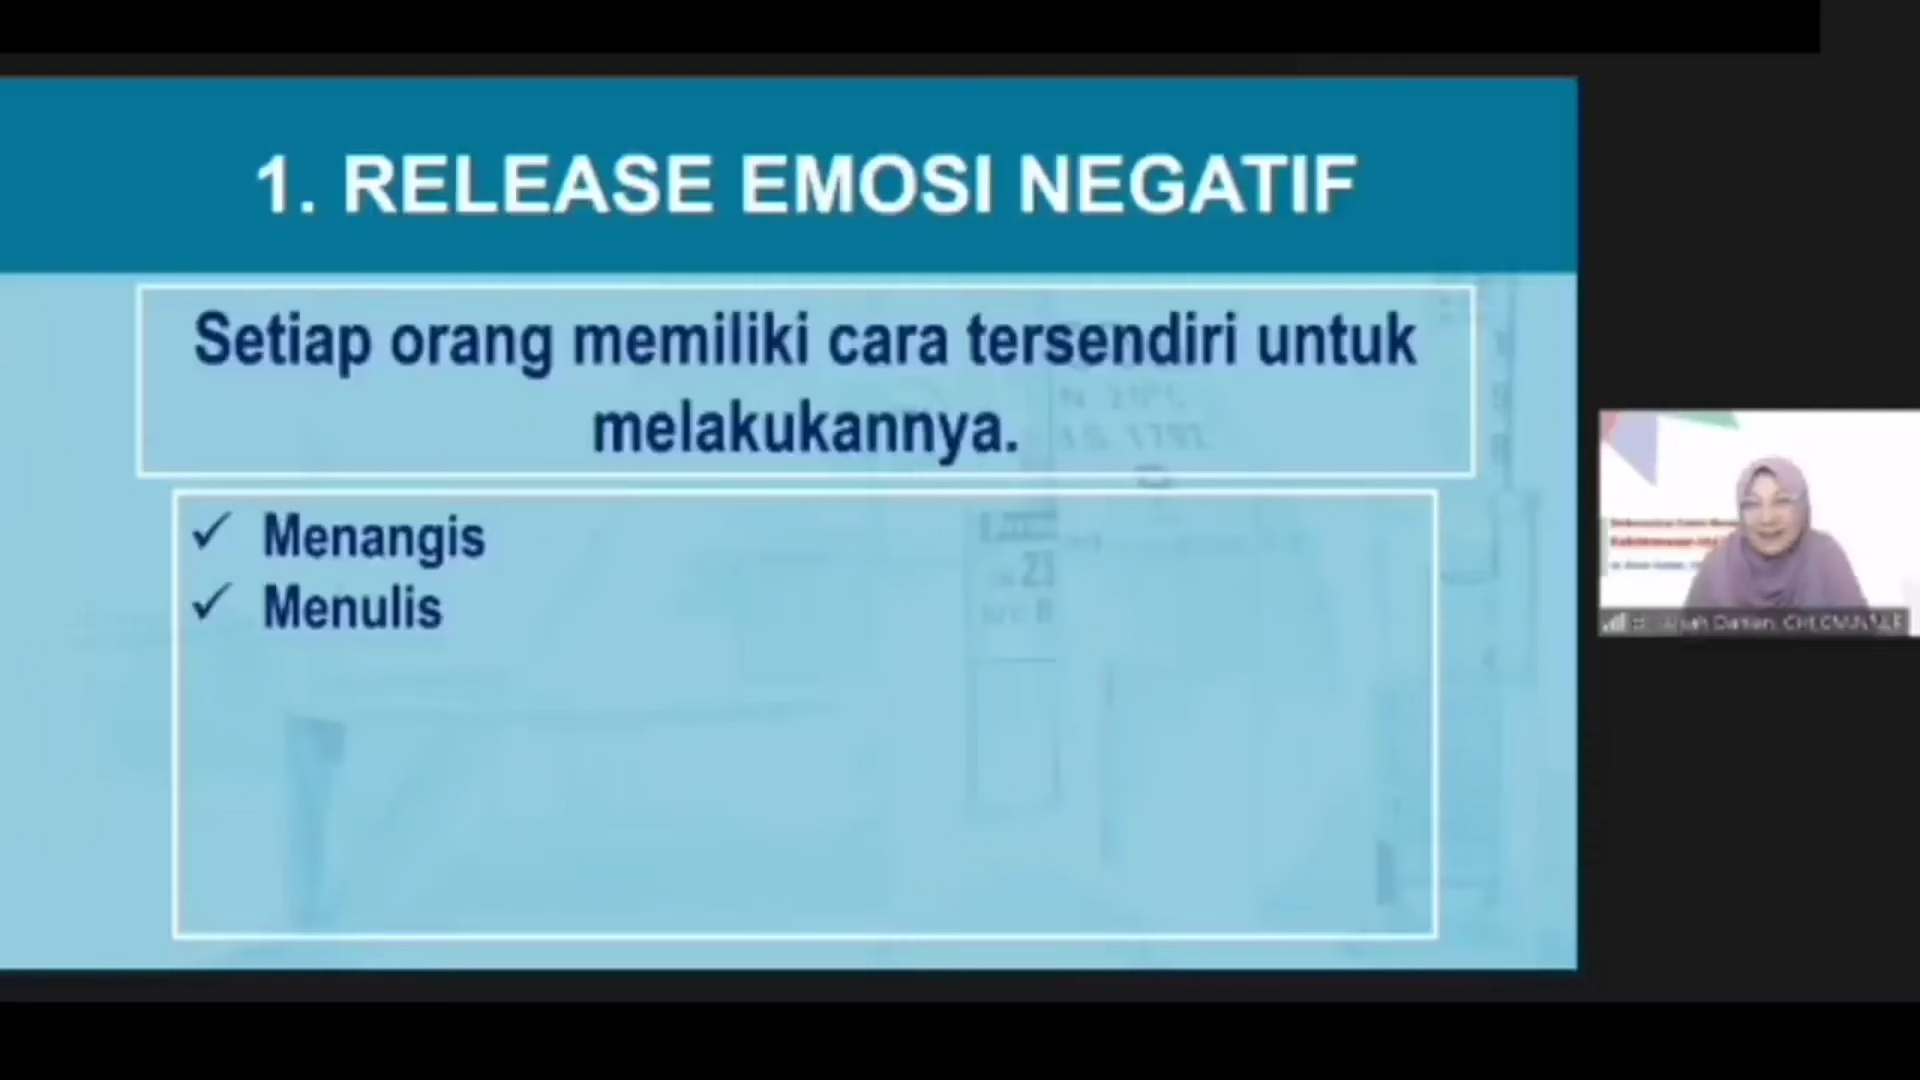 1. RELEASE EMOSI NEGATIF
Setiap orang memiliki cara tersendiri untuk
melakukannya.
✓ Menangis
✓ Menulis